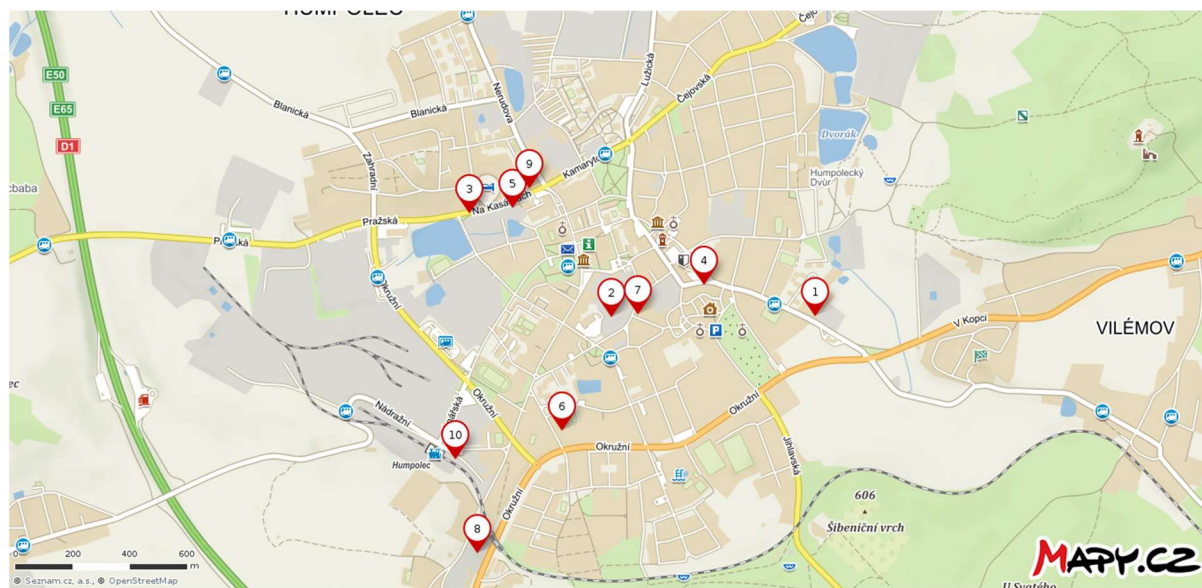 HUMPOLEC
E50
E65
D1
Blanická
Blanická
Nerudova
Lužická
Čejovská
Zahradní
Kamarytova
9
5
3
Na Kasárnách
Pražská
Dvorák
Humpolecký
Dvůr
4
2
7
1
Okružní
V Kopci
VILÉMOV
P
6
Okružní
Nádražní
10
Humpolec
Okružní
Okružní
Jihlavská
8
Okružní
606
Šibeniční vrch
0 200 400 600
m
© Seznam.cz, a.s., © OpenStreetMap
MAPY.CZ
U Svatého